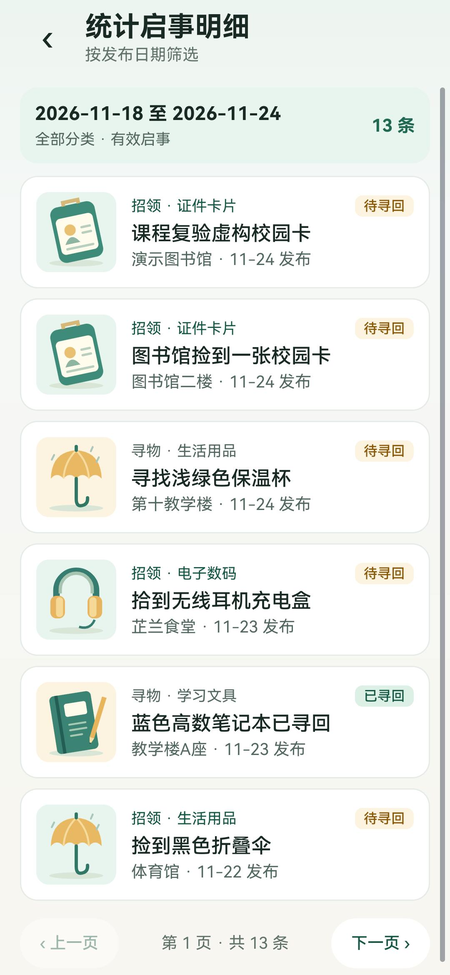 ‹ 统计启事明细
按发布日期筛选
2026-11-18 至 2026-11-24
全部分类 · 有效启事
13 条
招领 · 证件卡片
待寻回
课程复验虚构校园卡
演示图书馆 · 11-24 发布
招领 · 证件卡片
待寻回
图书馆捡到一张校园卡
图书馆二楼 · 11-24 发布
寻物 · 生活用品
待寻回
寻找浅绿色保温杯
第十教学楼 · 11-24 发布
招领 · 电子数码
待寻回
拾到无线耳机充电盒
芷兰食堂 · 11-23 发布
寻物 · 学习文具
已寻回
蓝色高数笔记本已寻回
教学楼A座 · 11-23 发布
招领 · 生活用品
待寻回
捡到黑色折叠伞
体育馆 · 11-22 发布
‹ 上一页
第 1 页 · 共 13 条
下一页 ›